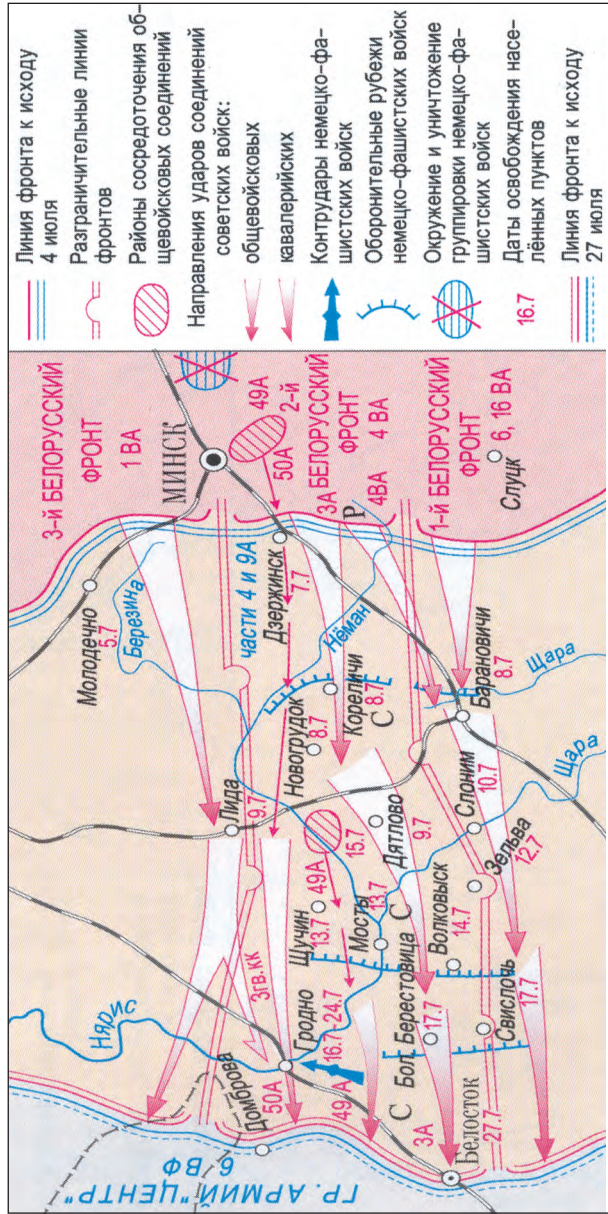 3-й БЕЛОРУССКИЙ
ФРОНТ
1 ВА
МИНСК
49А
2-й
50А
3А БЕЛОРУССКИЙ
ФРОНТ
4 ВА
4ВА
Р
1-й БЕЛОРУССКИЙ
ФРОНТ
6, 16 ВА
Слуцк
Молодечно
5.7
Березина
части 4 и 9А
Дзержинск
7.7
Нёман
Новогрудок
8.7
Кореличи
8.7
С
Барановичи
8.7
Щара
Лида
9.7
49А
15.7
Дятлово
9.7
Слоним
10.7
Щара
Щучин
13.7
Мосты
13.7
С
Зельва
12.7
Волковыск
14.7
3гв.кк
Нярис
Гродно
16.7-24.7
Бол. Берестовица
17.7
Свислочь
17.7
Домброва
50А
49 А
С
3А
27.7
Белосток
ГР. АРМИЙ "ЦЕНТР"
6 ВФ
Линия фронта к исходу
4 июля
Разграничительные линии
фронтов
Районы сосредоточения об-
щевойсковых соединений
Направления ударов соединений
советских войск:
общевойсковых
кавалерийских
Контрудары немецко-фа-
шистских войск
Оборонительные рубежи
немецко-фашистских войск
Окружение и уничтожение
группировки немецко-фа-
шистских войск
16.7
Даты освобождения насе-
лённых пунктов
Линия фронта к исходу
27 июля